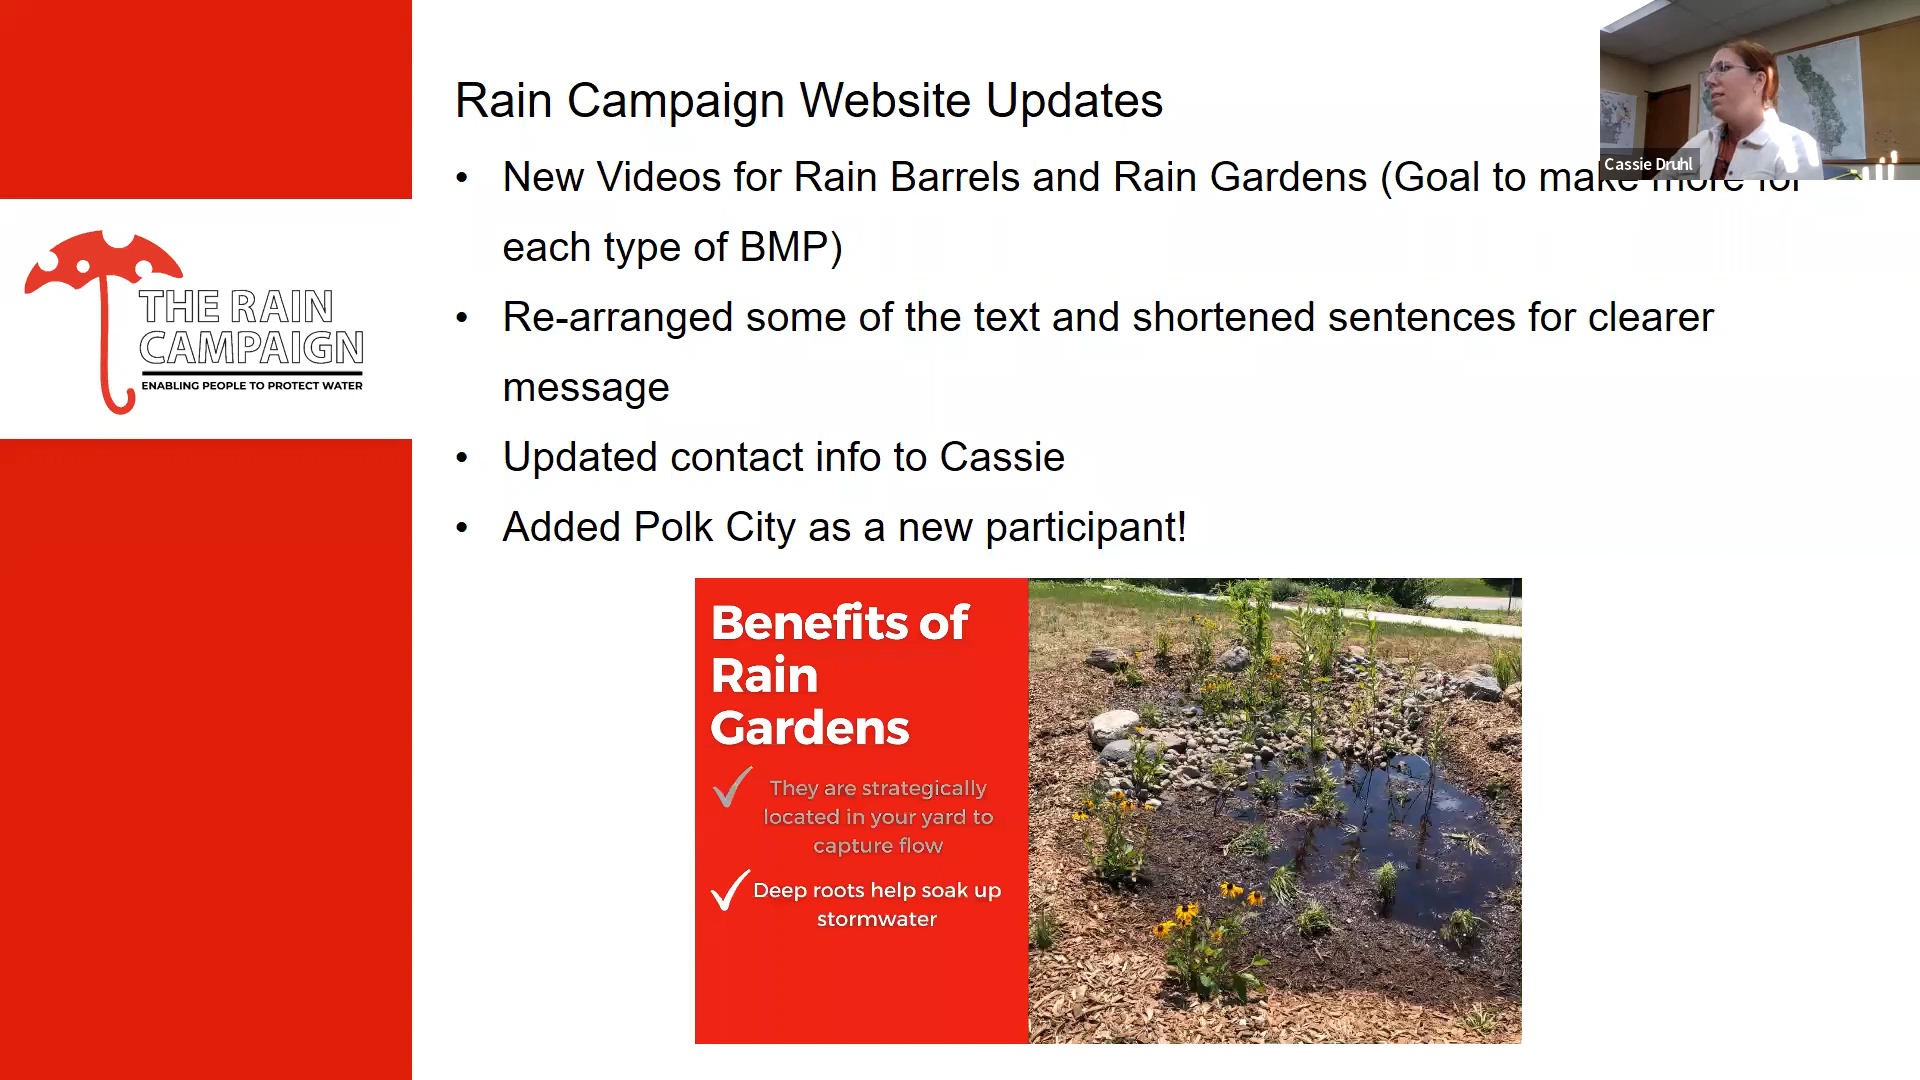 Rain Campaign Website Updates
Cassie Druhl
• New Videos for Rain Barrels and Rain Gardens (Goal to make more for
each type of BMP)
• Re-arranged some of the text and shortened sentences for clearer
message
• Updated contact info to Cassie
• Added Polk City as a new participant!
THE RAIN
CAMPAIGN
ENABLING PEOPLE TO PROTECT WATER
Benefits of
Rain
Gardens
They are strategically
located in your yard to
capture flow
Deep roots help soak up
stormwater